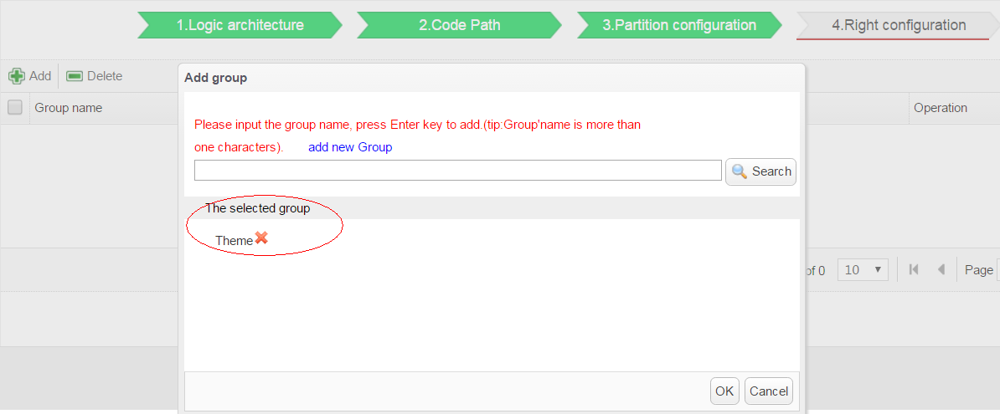 1.Logic architecture 2.Code Path 3.Partition configuration 4.Right configuration
Add Delete
Add group
Group name Operation
Please input the group name, press Enter key to add.(tip:Group'name is more than
one characters). add new Group
Search
The selected group
Theme
of 0 10 Page
OK Cancel